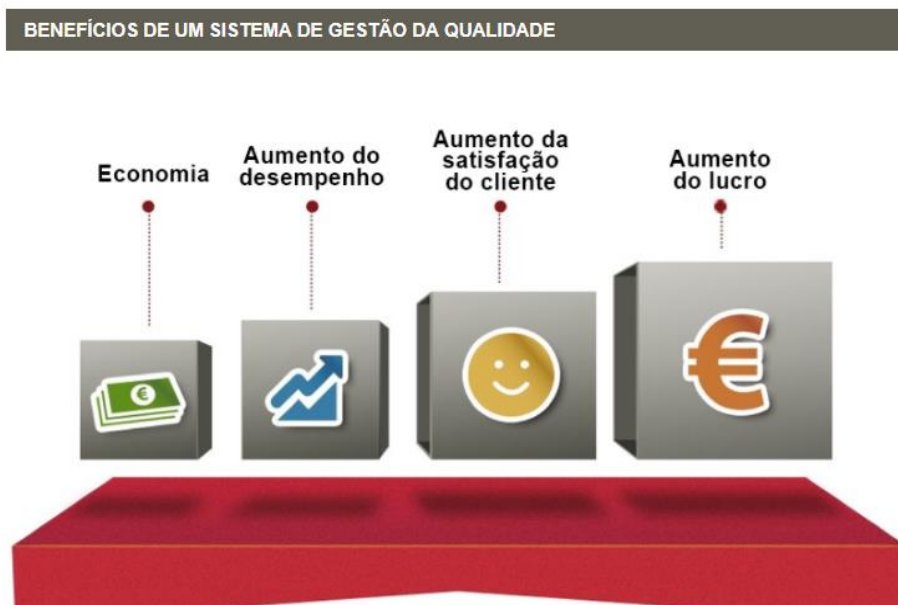 BENEFÍCIOS DE UM SISTEMA DE GESTÃO DA QUALIDADE
Economia
Aumento do
desempenho
Aumento da
satisfação
do cliente
Aumento
do lucro
€
€